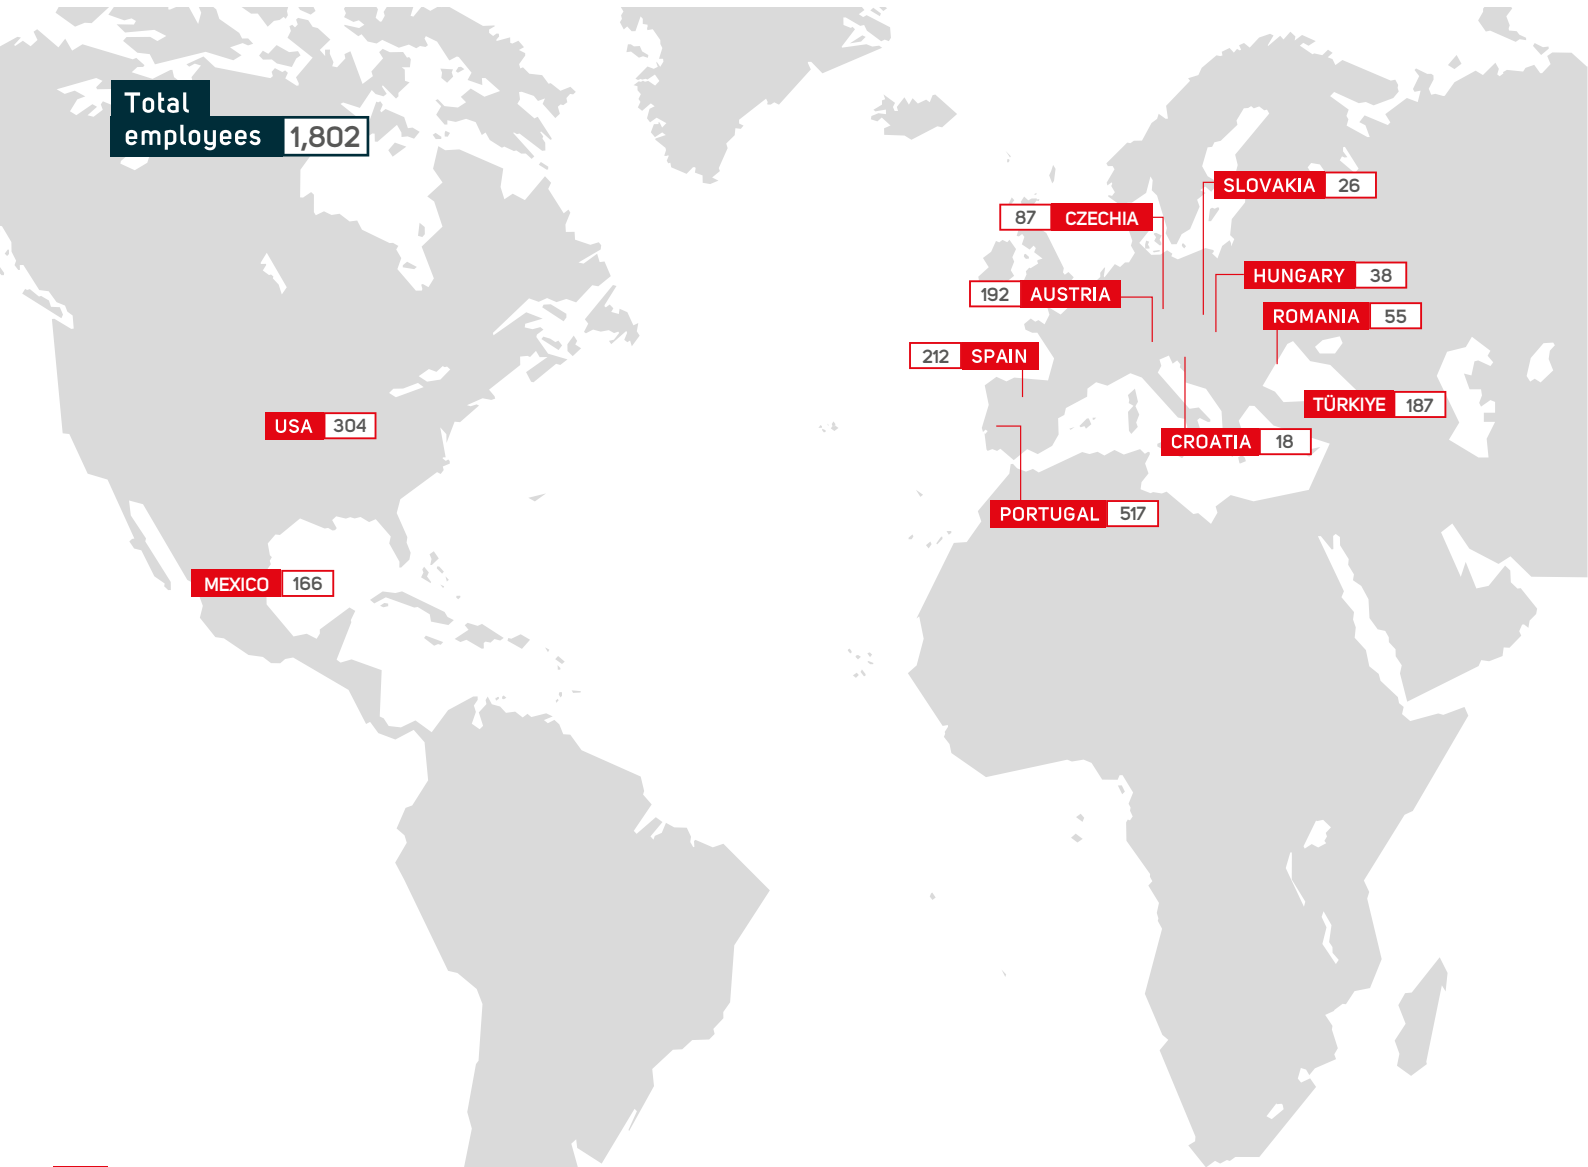 Total
employees 1,802
SLOVAKIA 26
87 CZECHIA
HUNGARY 38
192 AUSTRIA
ROMANIA 55
212 SPAIN
TÜRKIYE 187
USA 304
CROATIA 18
PORTUGAL 517
MEXICO 166